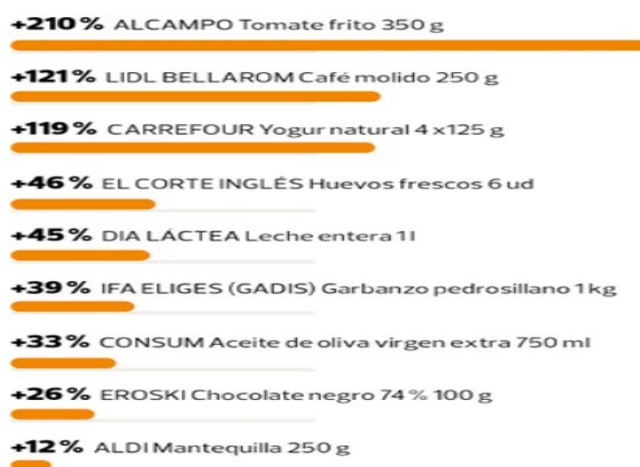 +210 % ALCAMPO Tomate frito 350 g
+121 % LIDL BELLAROM Café molido 250 g
+119 % CARREFOUR Yogur natural 4 x125 g
+46 % EL CORTE INGLÉS Huevos frescos 6 ud
+45 % DIA LÁCTEA Leche entera 1 l
+39 % IFA ELIGES (GADIS) Garbanzo pedrosillano 1 kg
+33 % CONSUM Aceite de oliva virgen extra 750 ml
+26 % EROSKI Chocolate negro 74 % 100 g
+12 % ALDI Mantequilla 250 g